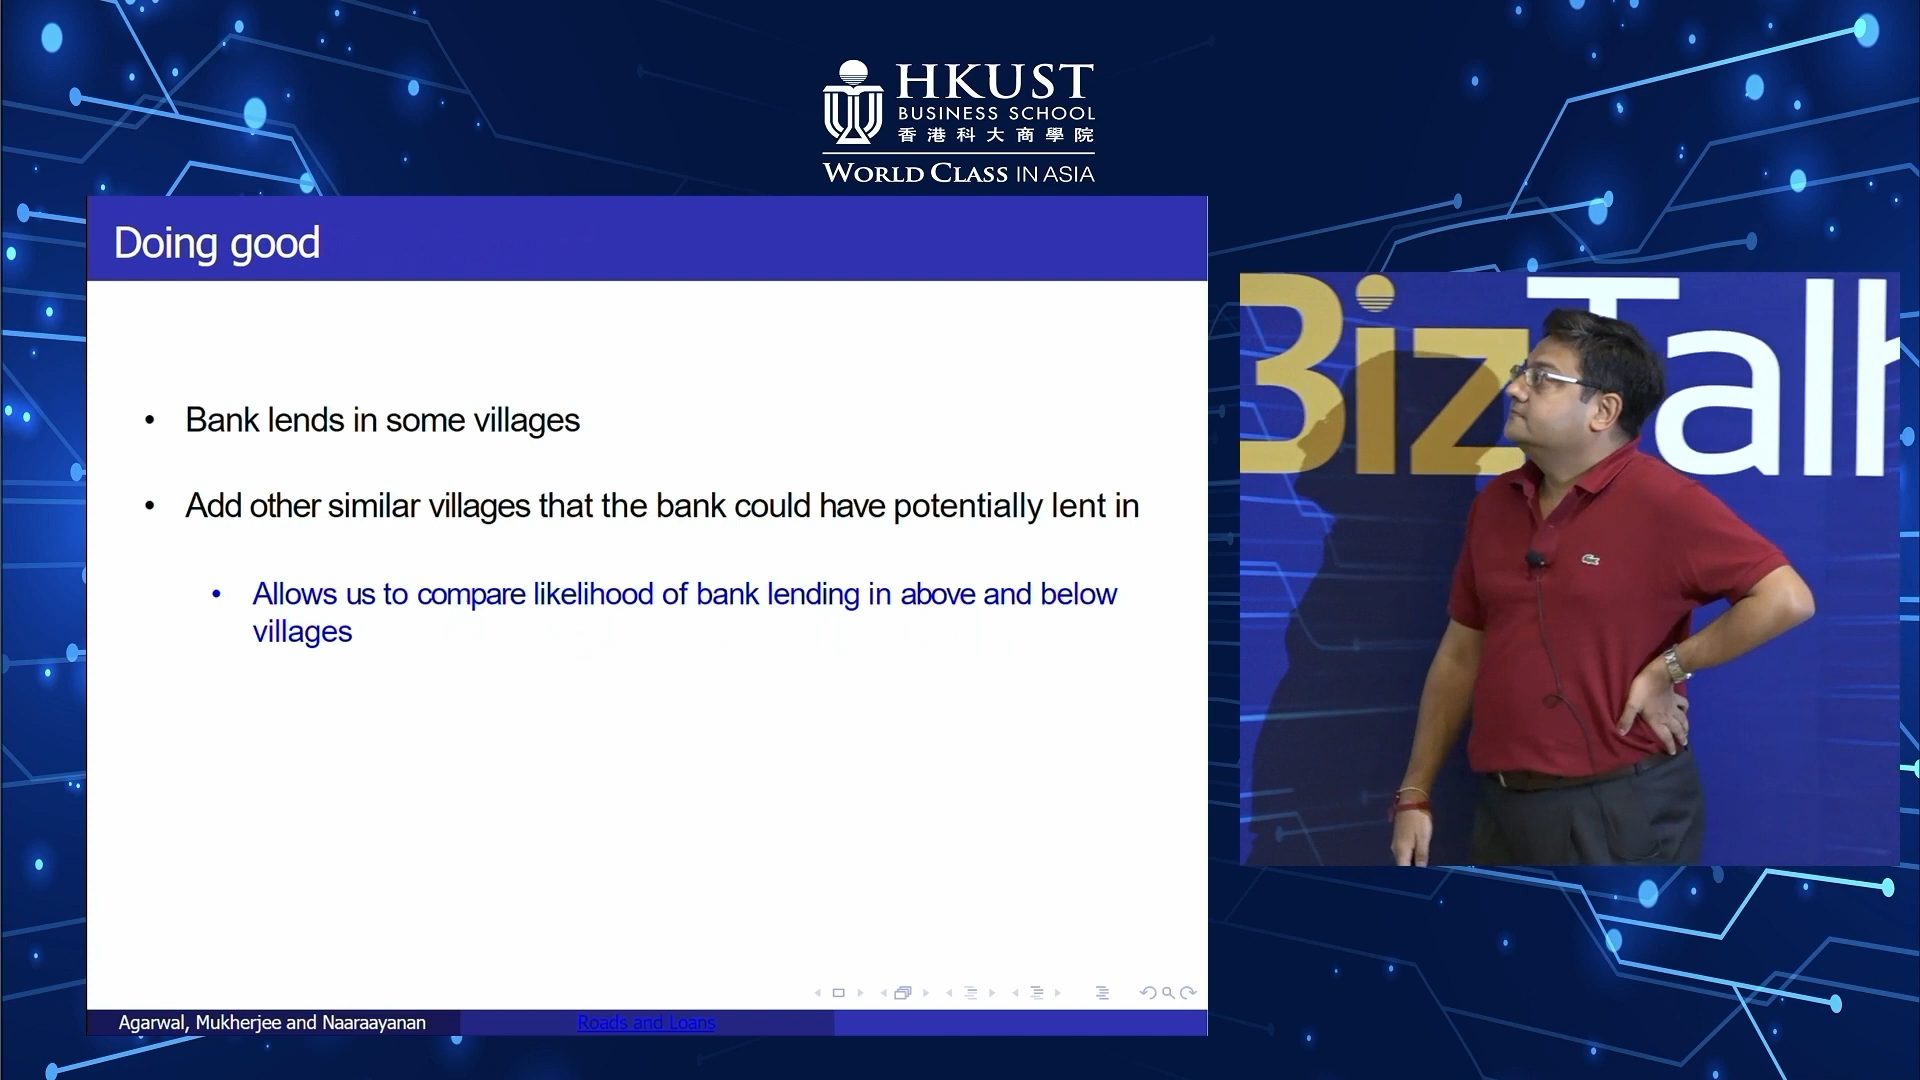 HKUST
BUSINESS SCHOOL
香港科大商學院
WORLD CLASS IN ASIA
Doing good
• Bank lends in some villages
• Add other similar villages that the bank could have potentially lent in
• Allows us to compare likelihood of bank lending in above and below
villages
Agarwal, Mukherjee and Naaraayanan
Roads and Loans
BizTalk